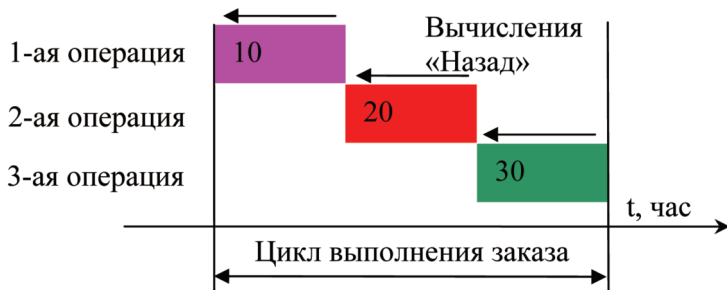 1-ая операция
10
Вычисления
«Назад»
2-ая операция
20
3-ая операция
30
t, час
Цикл выполнения заказа